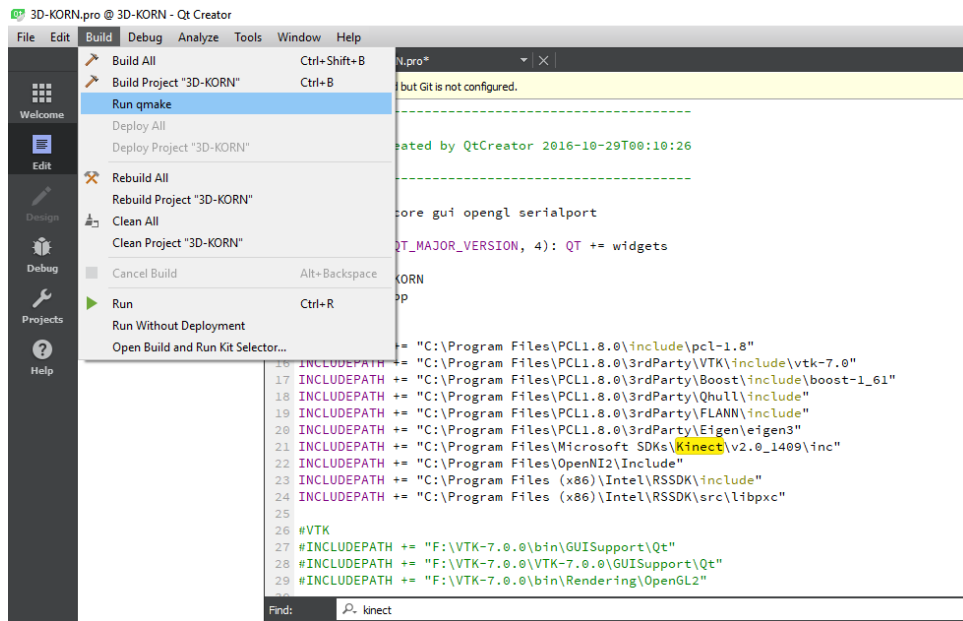 3D-KORN.pro @ 3D-KORN - Qt Creator
File Edit Build Debug Analyze Tools Window Help
Build All Ctrl+Shift+B
Build Project "3D-KORN" Ctrl+B
Run qmake
Deploy All
Deploy Project "3D-KORN"
Rebuild All
Rebuild Project "3D-KORN"
Clean All
Clean Project "3D-KORN"
Cancel Build Alt+Backspace
Run Ctrl+R
Run Without Deployment
Open Build and Run Kit Selector...
Welcome
Edit
Design
Debug
Projects
Help
N.pro*
but Git is not configured.
---------------------------------------
eated by QtCreator 2016-10-29T00:10:26
---------------------------------------
core gui opengl serialport
QT_MAJOR_VERSION, 4): QT += widgets
KORN
pp
+= "C:\Program Files\PCL1.8.0\include\pcl-1.8"
16 INCLUDEPATH += "C:\Program Files\PCL1.8.0\3rdParty\VTK\include\vtk-7.0"
17 INCLUDEPATH += "C:\Program Files\PCL1.8.0\3rdParty\Boost\include\boost-1_61"
18 INCLUDEPATH += "C:\Program Files\PCL1.8.0\3rdParty\Qhull\include"
19 INCLUDEPATH += "C:\Program Files\PCL1.8.0\3rdParty\FLANN\include"
20 INCLUDEPATH += "C:\Program Files\PCL1.8.0\3rdParty\Eigen\eigen3"
21 INCLUDEPATH += "C:\Program Files\Microsoft SDKs\Kinect\v2.0_1409\inc"
22 INCLUDEPATH += "C:\Program Files\OpenNI2\Include"
23 INCLUDEPATH += "C:\Program Files (x86)\Intel\RSSDK\include"
24 INCLUDEPATH += "C:\Program Files (x86)\Intel\RSSDK\src\libpxc"
25
26 #VTK
27 #INCLUDEPATH += "F:\VTK-7.0.0\bin\GUISupport\Qt"
28 #INCLUDEPATH += "F:\VTK-7.0.0\VTK-7.0.0\GUISupport\Qt"
29 #INCLUDEPATH += "F:\VTK-7.0.0\bin\Rendering\OpenGL2"
Find: kinect